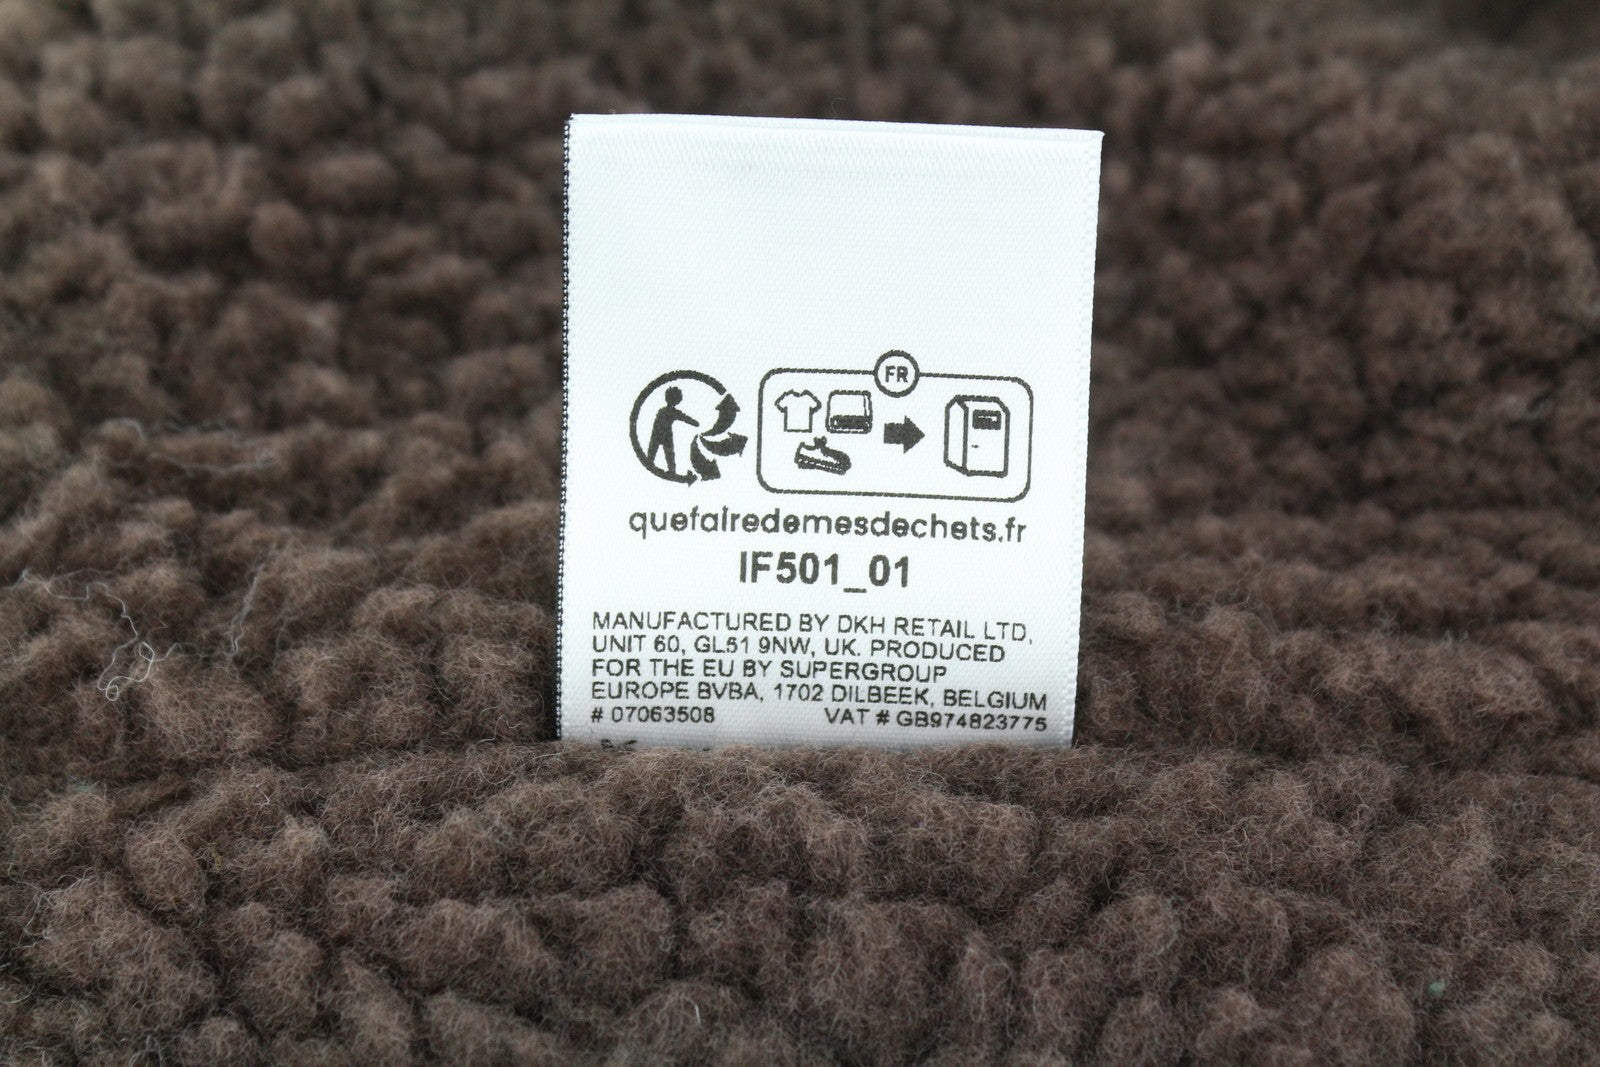 FR
quefairedemesdechets.fr
IF501_01
MANUFACTURED BY DKH RETAIL LTD,
UNIT 60, GL51 9NW, UK. PRODUCED
FOR THE EU BY SUPERGROUP
EUROPE BVBA, 1702 DILBEEK, BELGIUM
# 07063508 VAT # GB974823775